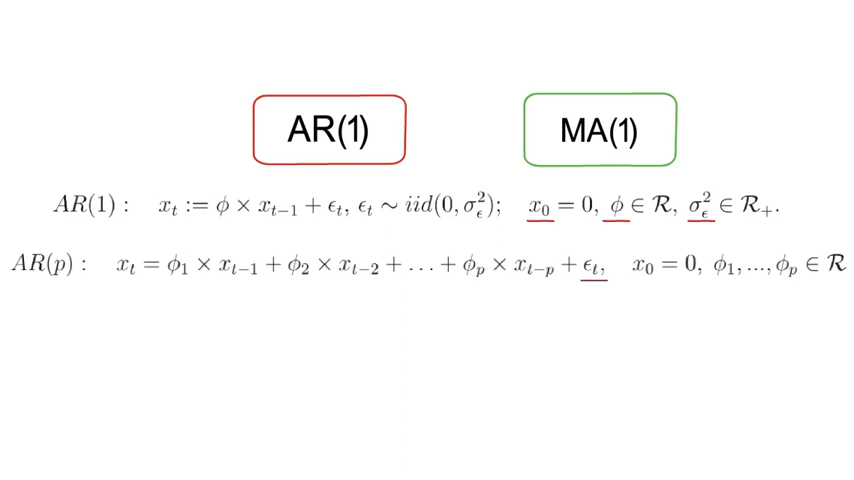 AR(1) MA(1)
AR(1) : x_t := ϕ × x_{t−1} + ϵ_t, ϵ_t ∼ iid(0, σ_ϵ^2); x_0 = 0, ϕ ∈ ℛ, σ_ϵ^2 ∈ ℛ_+.
AR(p) : x_t = ϕ_1 × x_{t−1} + ϕ_2 × x_{t−2} + . . . + ϕ_p × x_{t−p} + ϵ_t, x_0 = 0, ϕ_1, ..., ϕ_p ∈ ℛ